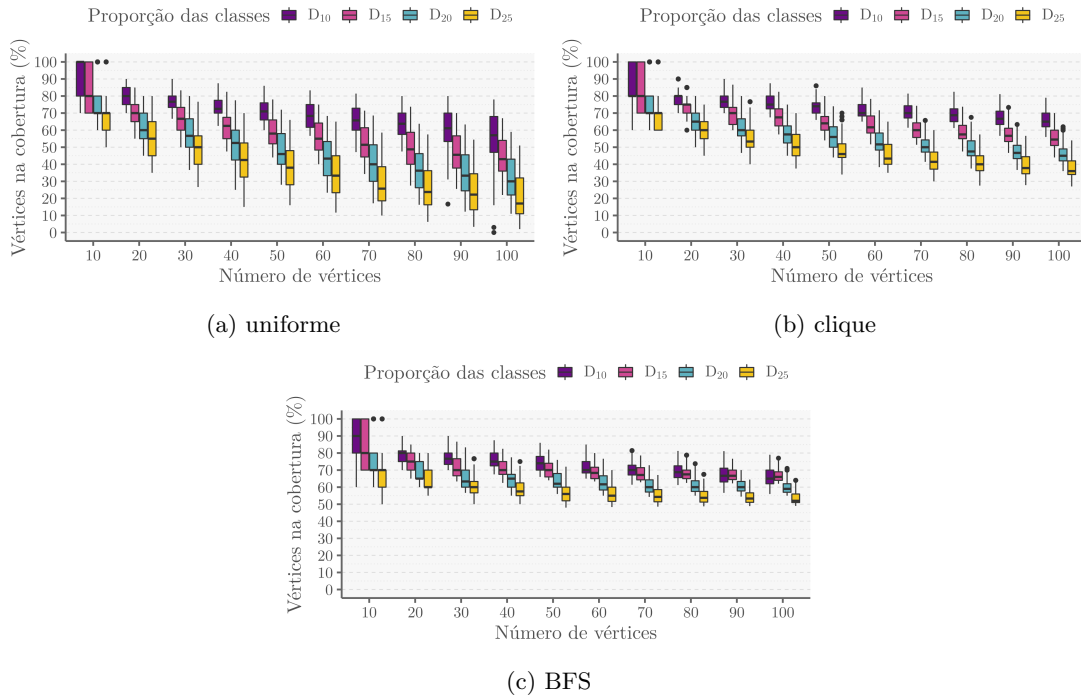 Proporção das classes D₁₀ D₁₅ D₂₀ D₂₅
Vértices na cobertura (%)
100
90
80
70
60
50
40
30
20
10
0
10 20 30 40 50 60 70 80 90 100
Número de vértices
(a) uniforme
Proporção das classes D₁₀ D₁₅ D₂₀ D₂₅
Vértices na cobertura (%)
100
90
80
70
60
50
40
30
20
10
0
10 20 30 40 50 60 70 80 90 100
Número de vértices
(b) clique
Proporção das classes D₁₀ D₁₅ D₂₀ D₂₅
Vértices na cobertura (%)
100
90
80
70
60
50
40
30
20
10
0
10 20 30 40 50 60 70 80 90 100
Número de vértices
(c) BFS